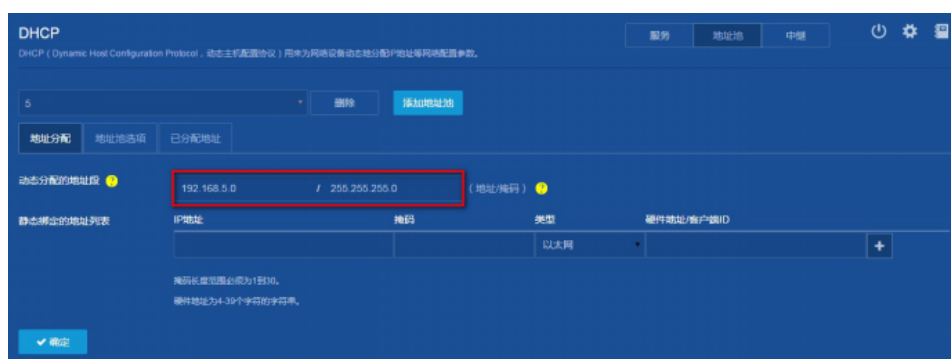 DHCP
DHCP ( Dynamic Host Configuration Protocol，动态主机配置协议 ) 用来为网络设备动态地分配IP地址等网络配置参数。
服务 地址池 中继
5 删除 添加地址池
地址分配 地址池选项 已分配地址
动态分配的地址段 ? 192.168.5.0 / 255.255.255.0 ( 地址/掩码 ) ?
静态绑定的地址列表 IP地址 掩码 类型 硬件地址/客户端ID
以太网 +
掩码长度范围必须为1到30。
硬件地址为4-39个字符的字符串。
确定